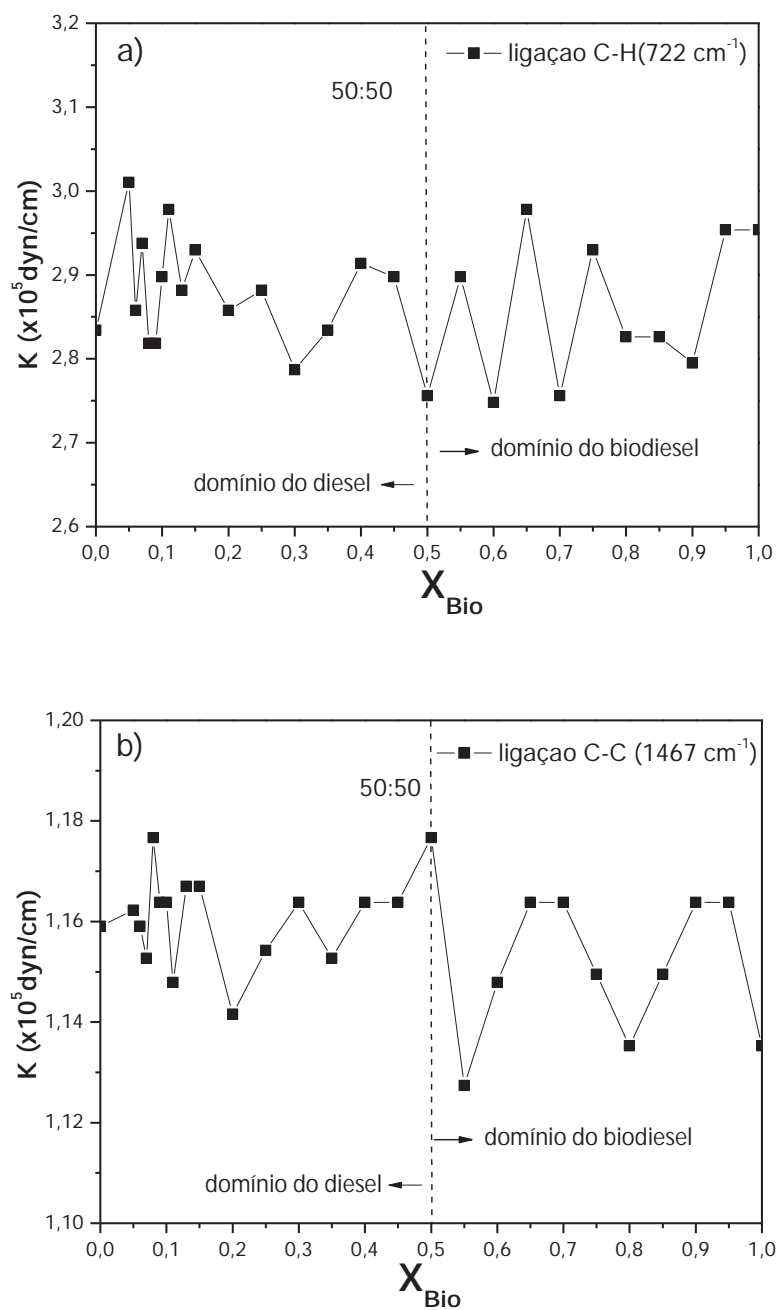 a)
ligaçao C-H(722 cm⁻¹)
50:50
K (x10⁵dyn/cm)
3,2
3,1
3,0
2,9
2,8
2,7
2,6
domínio do biodiesel
domínio do diesel
0,0 0,1 0,2 0,3 0,4 0,5 0,6 0,7 0,8 0,9 1,0
X_Bio
b)
ligaçao C-C (1467 cm⁻¹)
50:50
K (x10⁵dyn/cm)
1,20
1,18
1,16
1,14
1,12
1,10
domínio do biodiesel
domínio do diesel
0,0 0,1 0,2 0,3 0,4 0,5 0,6 0,7 0,8 0,9 1,0
X_Bio